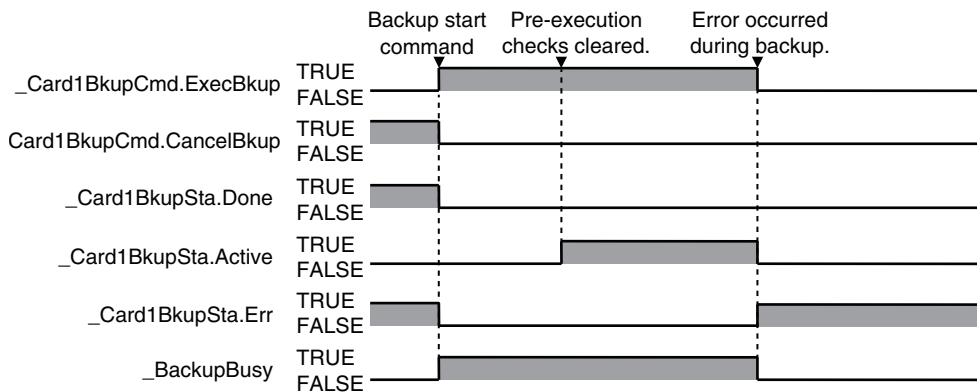 Backup start
command
Pre-execution
checks cleared.
Error occurred
during backup.
_Card1BkupCmd.ExecBkup
TRUE
FALSE
Card1BkupCmd.CancelBkup
TRUE
FALSE
_Card1BkupSta.Done
TRUE
FALSE
_Card1BkupSta.Active
TRUE
FALSE
_Card1BkupSta.Err
TRUE
FALSE
_BackupBusy
TRUE
FALSE